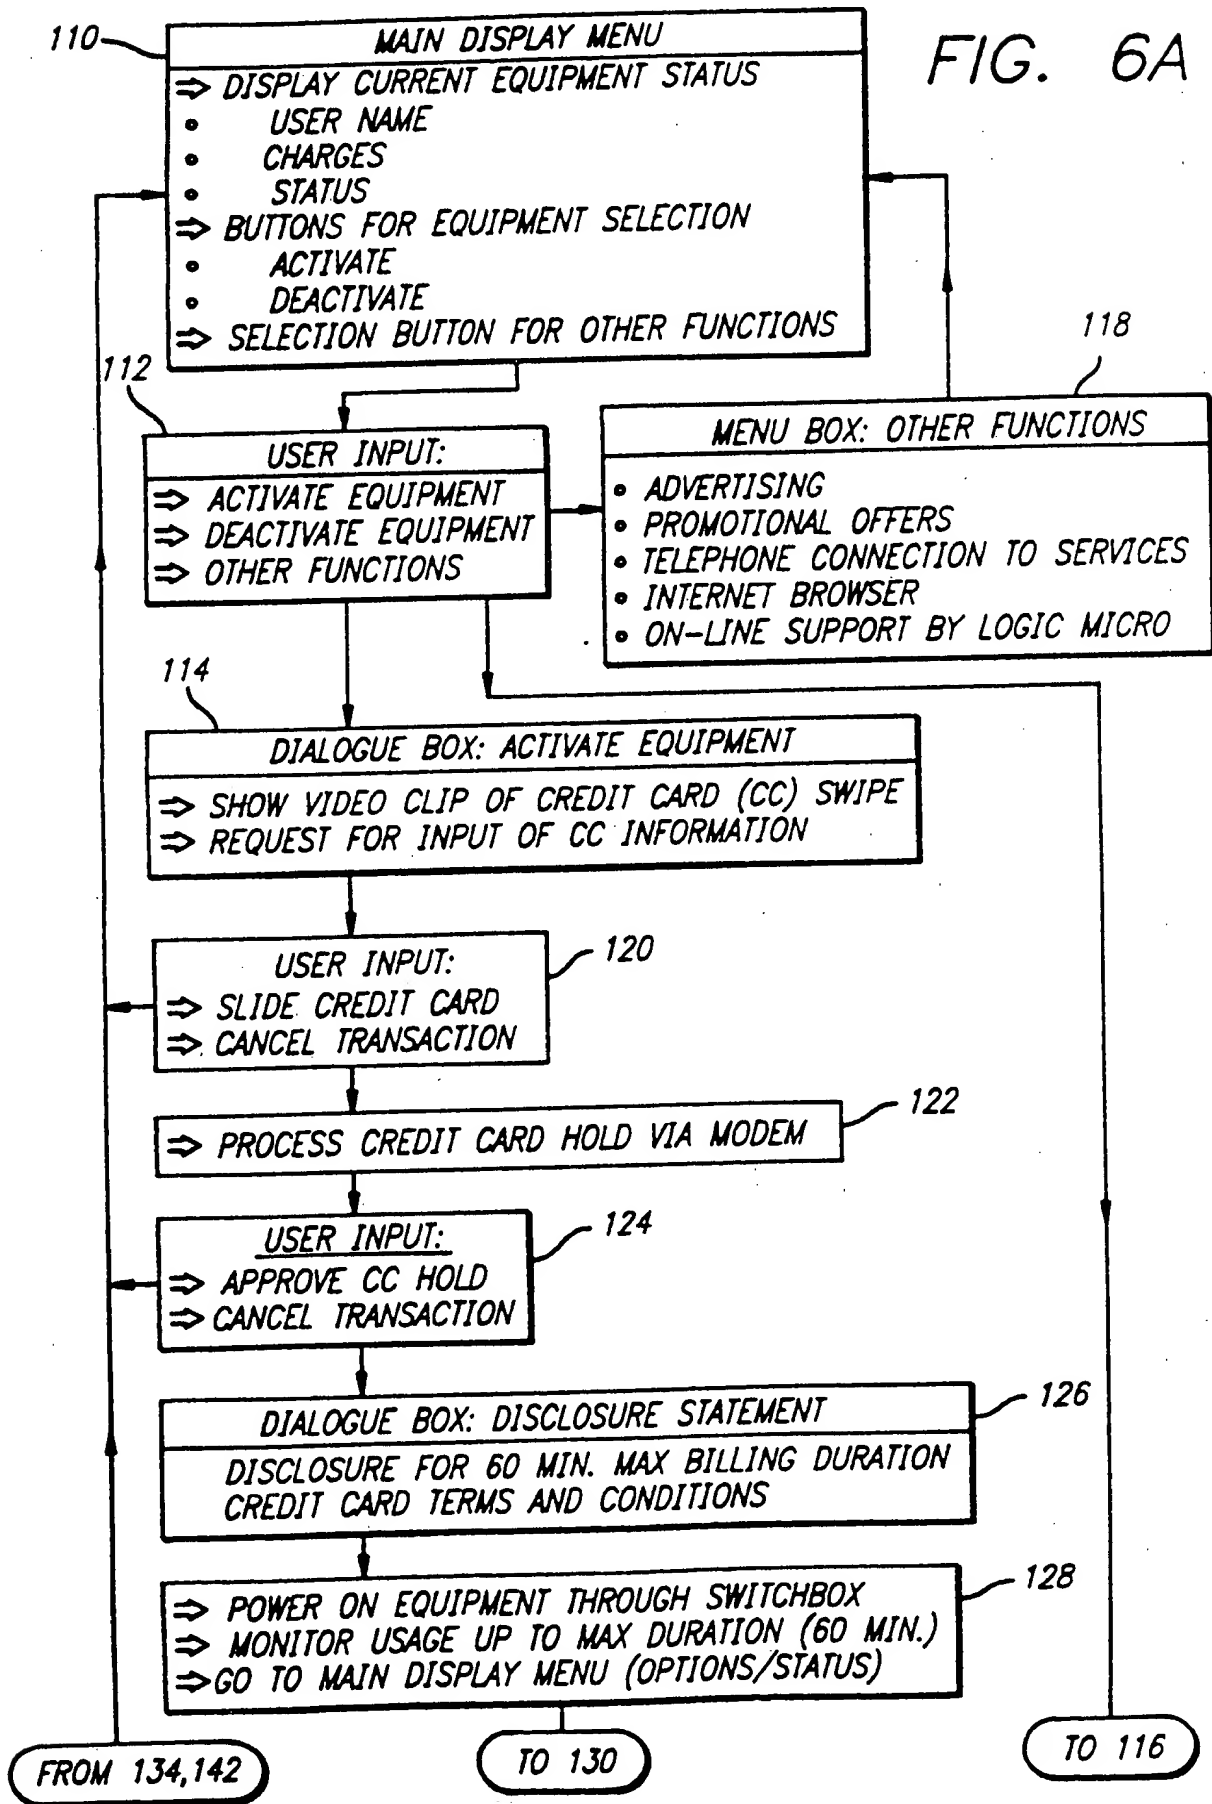 FIG. 6A
110
MAIN DISPLAY MENU
⇒ DISPLAY CURRENT EQUIPMENT STATUS
• USER NAME
• CHARGES
• STATUS
⇒ BUTTONS FOR EQUIPMENT SELECTION
• ACTIVATE
• DEACTIVATE
⇒ SELECTION BUTTON FOR OTHER FUNCTIONS
112
USER INPUT:
⇒ ACTIVATE EQUIPMENT
⇒ DEACTIVATE EQUIPMENT
⇒ OTHER FUNCTIONS
118
MENU BOX: OTHER FUNCTIONS
• ADVERTISING
• PROMOTIONAL OFFERS
• TELEPHONE CONNECTION TO SERVICES
• INTERNET BROWSER
• ON-LINE SUPPORT BY LOGIC MICRO
114
DIALOGUE BOX: ACTIVATE EQUIPMENT
⇒ SHOW VIDEO CLIP OF CREDIT CARD (CC) SWIPE
⇒ REQUEST FOR INPUT OF CC INFORMATION
120
USER INPUT:
⇒ SLIDE CREDIT CARD
⇒ CANCEL TRANSACTION
122
⇒ PROCESS CREDIT CARD HOLD VIA MODEM
124
USER INPUT:
⇒ APPROVE CC HOLD
⇒ CANCEL TRANSACTION
126
DIALOGUE BOX: DISCLOSURE STATEMENT
DISCLOSURE FOR 60 MIN. MAX BILLING DURATION
CREDIT CARD TERMS AND CONDITIONS
128
⇒ POWER ON EQUIPMENT THROUGH SWITCHBOX
⇒ MONITOR USAGE UP TO MAX DURATION (60 MIN.)
⇒ GO TO MAIN DISPLAY MENU (OPTIONS/STATUS)
FROM 134,142
TO 130
TO 116